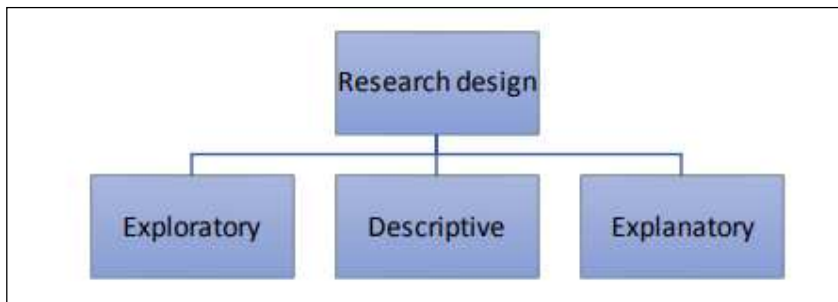 Research design
Exploratory
Descriptive
Explanatory